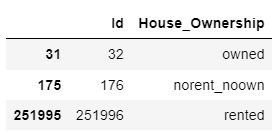 Id House_Ownership
31 32 owned
175 176 norent_noown
251995 251996 rented